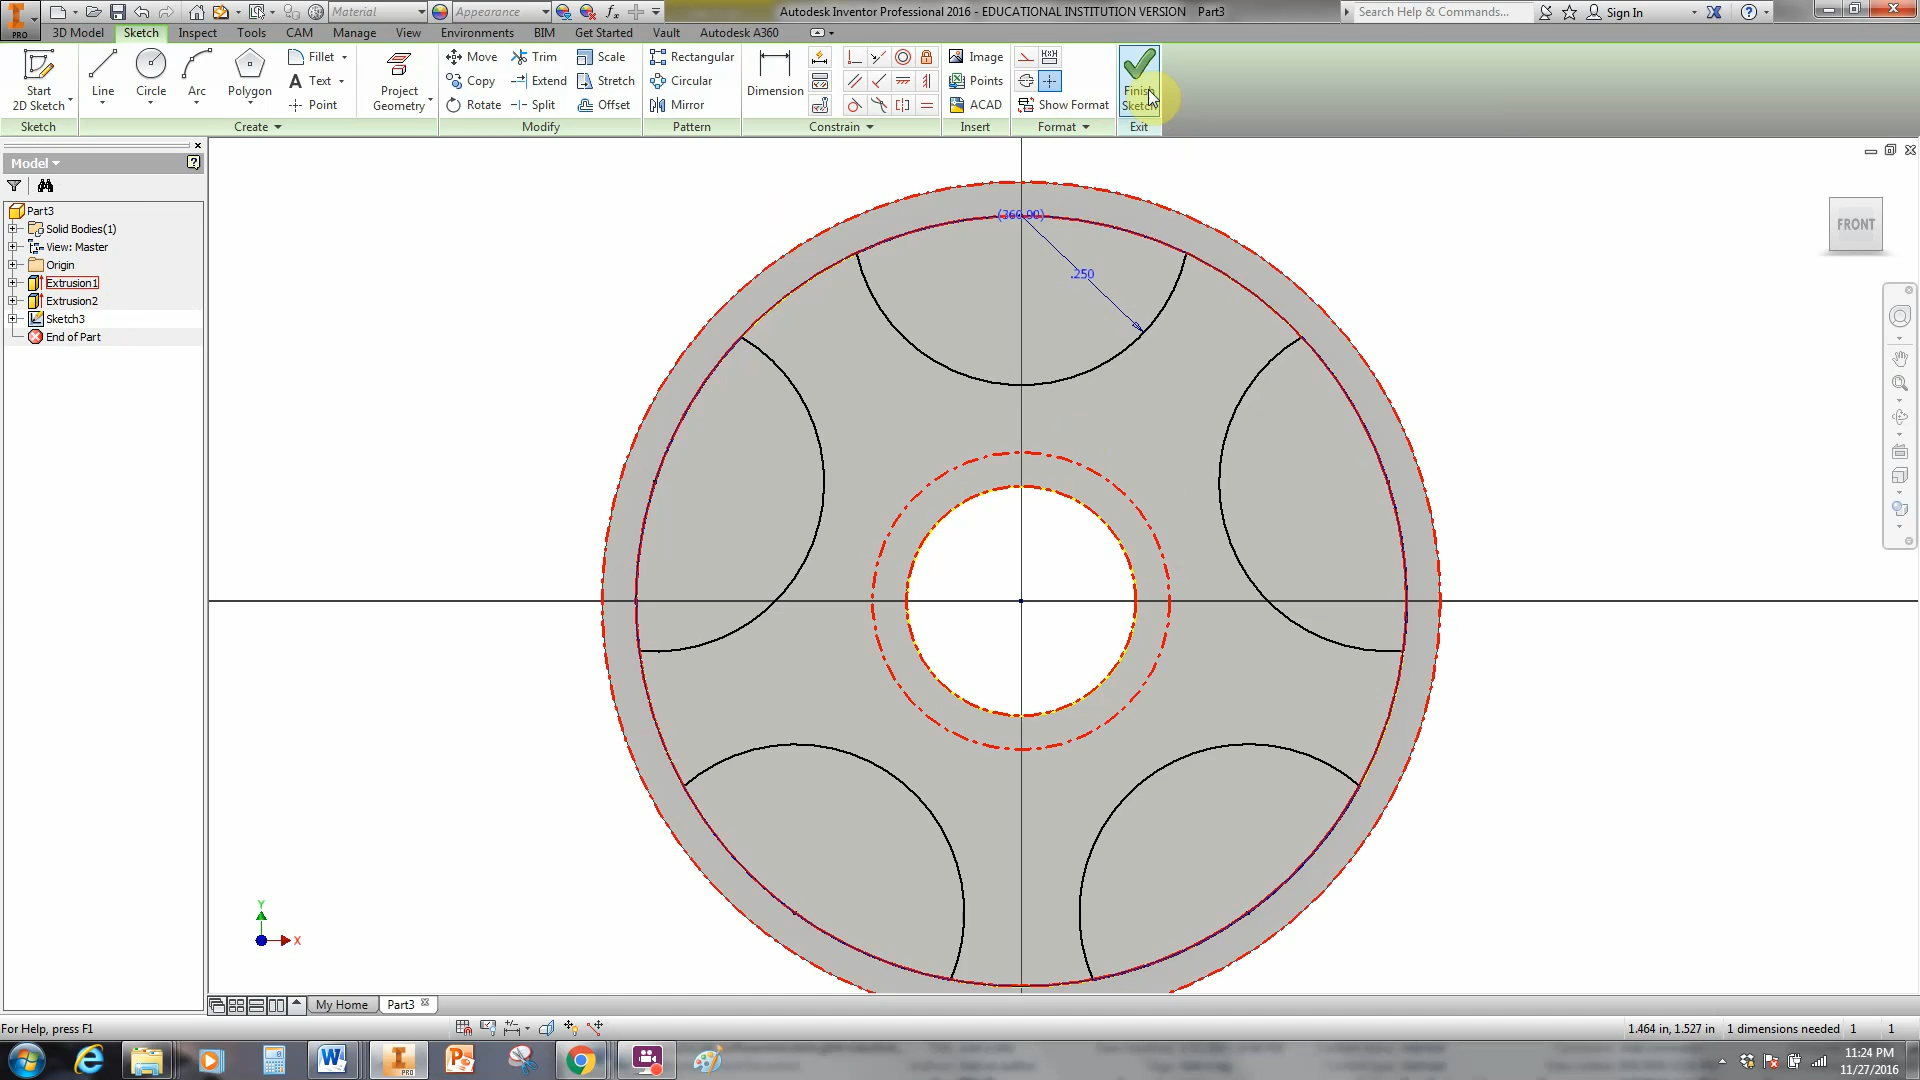 Material
Appearance
Autodesk Inventor Professional 2016 - EDUCATIONAL INSTITUTION VERSION Part3
Search Help & Commands...
Sign In
PRO
3D Model
Sketch
Inspect
Tools
CAM
Manage
View
Environments
BIM
Get Started
Vault
Autodesk A360
Start
2D Sketch
Line
Circle
Arc
Polygon
Fillet
Text
Point
Project
Geometry
Move
Copy
Rotate
Trim
Extend
Split
Scale
Stretch
Offset
Rectangular
Circular
Mirror
Dimension
Image
Points
ACAD
Show Format
Finish
Sketch
Sketch
Create
Modify
Pattern
Constrain
Insert
Format
Exit
Model
Part3
Solid Bodies(1)
View: Master
Origin
Extrusion1
Extrusion2
Sketch3
End of Part
(360.00)
.250
FRONT
Y
X
My Home
Part3
For Help, press F1
1.464 in, 1.527 in
1 dimensions needed
1
1
11:24 PM
11/27/2016